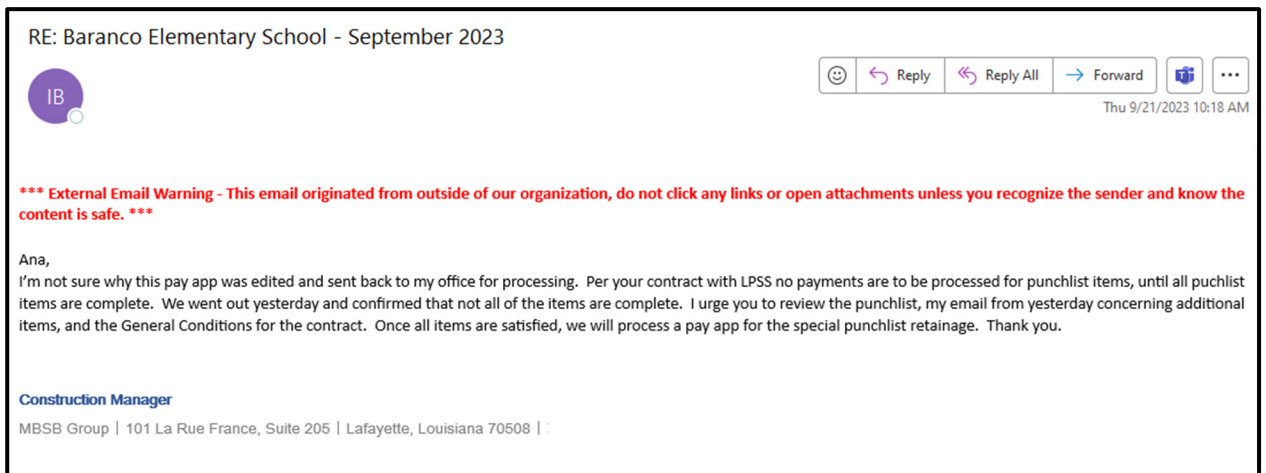 RE: Baranco Elementary School - September 2023
IB
Reply
Reply All
Forward
Thu 9/21/2023 10:18 AM
*** External Email Warning - This email originated from outside of our organization, do not click any links or open attachments unless you recognize the sender and know the
content is safe. ***
Ana,
I'm not sure why this pay app was edited and sent back to my office for processing.  Per your contract with LPSS no payments are to be processed for punchlist items, until all puchlist
items are complete.  We went out yesterday and confirmed that not all of the items are complete.  I urge you to review the punchlist, my email from yesterday concerning additional
items, and the General Conditions for the contract.  Once all items are satisfied, we will process a pay app for the special punchlist retainage.  Thank you.
Construction Manager
MBSB Group | 101 La Rue France, Suite 205 | Lafayette, Louisiana 70508 |